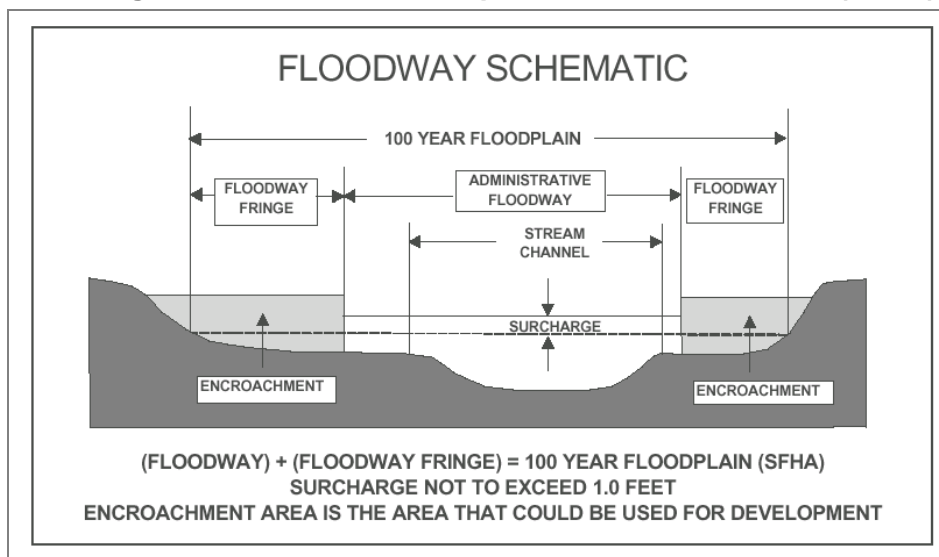 FLOODWAY SCHEMATIC
100 YEAR FLOODPLAIN
FLOODWAY
FRINGE
ADMINISTRATIVE
FLOODWAY
FLOODWAY
FRINGE
STREAM
CHANNEL
SURCHARGE
ENCROACHMENT
ENCROACHMENT
(FLOODWAY) + (FLOODWAY FRINGE) = 100 YEAR FLOODPLAIN (SFHA)
SURCHARGE NOT TO EXCEED 1.0 FEET
ENCROACHMENT AREA IS THE AREA THAT COULD BE USED FOR DEVELOPMENT